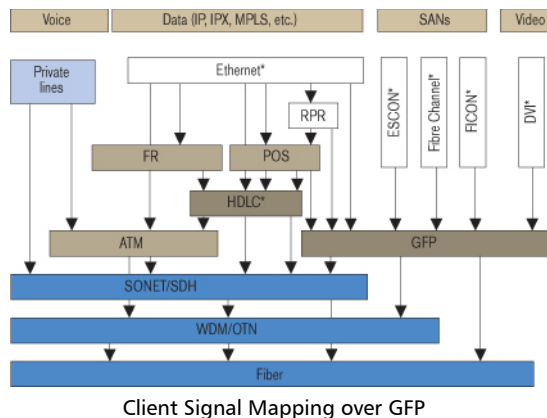 Voice
Data (IP, IPX, MPLS, etc.)
SANs
Video
Private
lines
Ethernet*
RPR
ESCON*
Fibre Channel*
FICON*
DVI*
FR
POS
HDLC*
ATM
GFP
SONET/SDH
WDM/OTN
Fiber
Client Signal Mapping over GFP